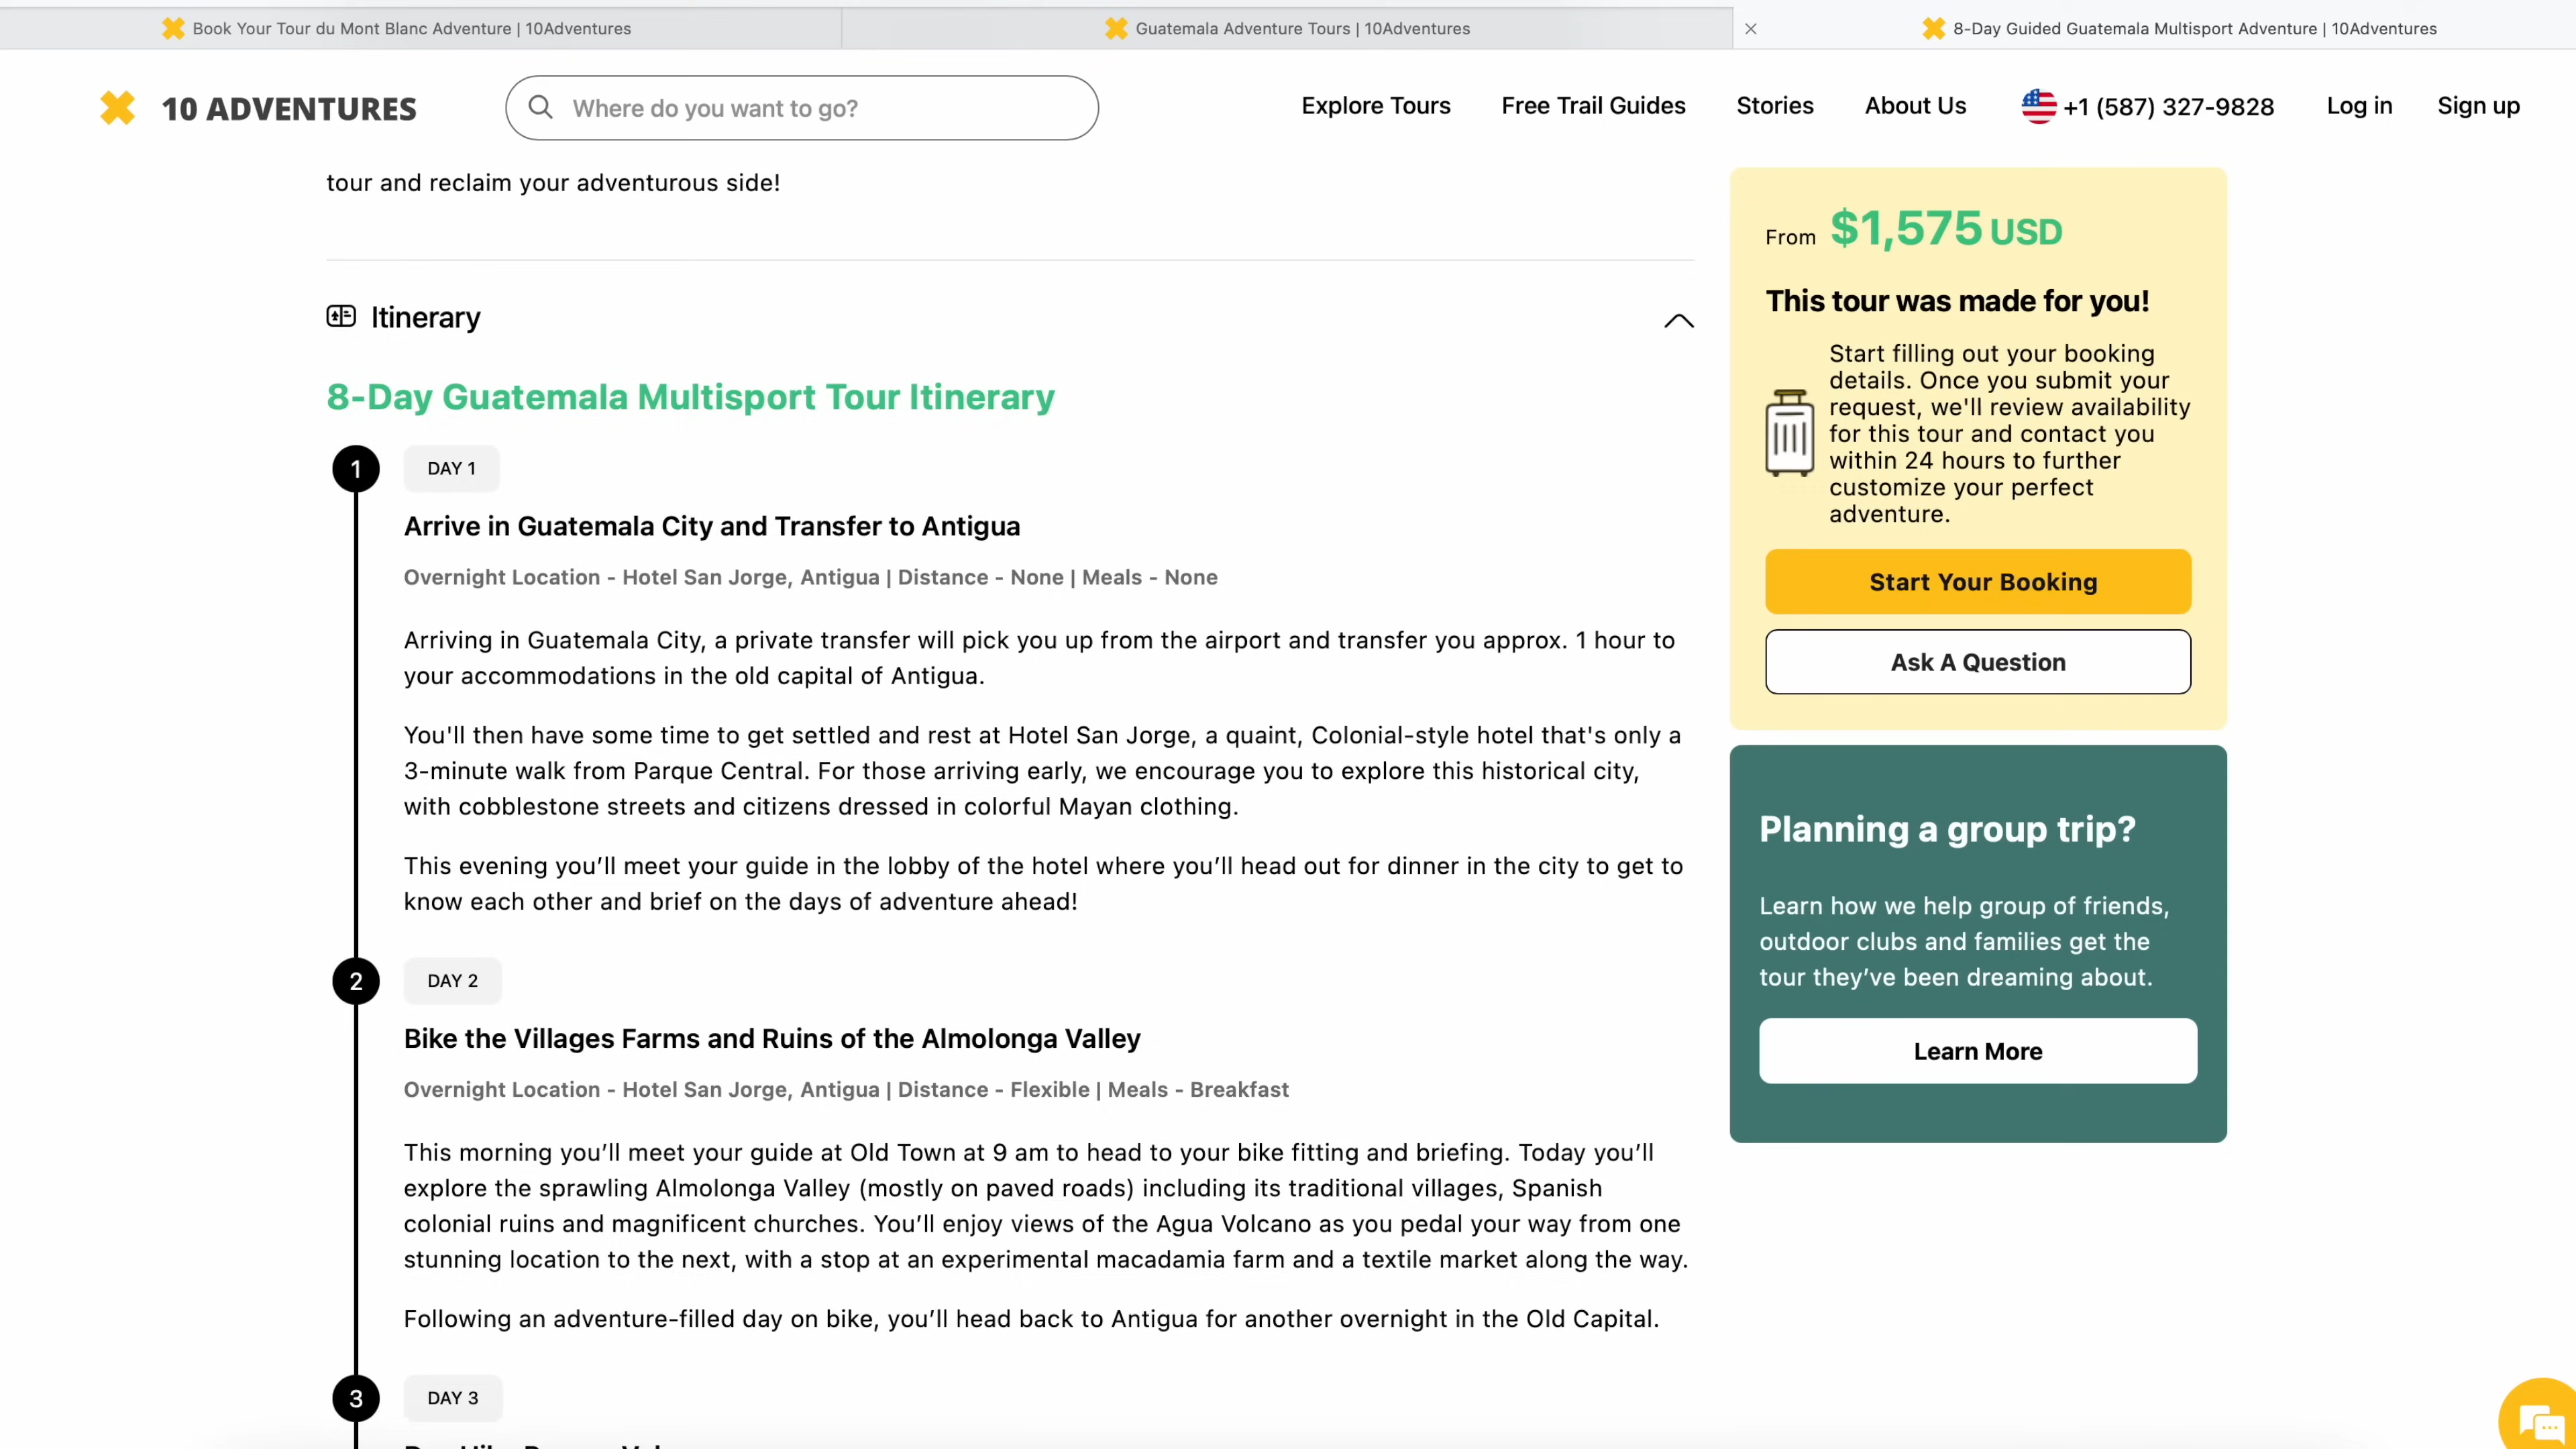 Book Your Tour du Mont Blanc Adventure | 10Adventures
Guatemala Adventure Tours | 10Adventures
8-Day Guided Guatemala Multisport Adventure | 10Adventures
10 ADVENTURES
Where do you want to go?
Explore Tours
Free Trail Guides
Stories
About Us
+1 (587) 327-9828
Log in
Sign up
tour and reclaim your adventurous side!
Itinerary
8-Day Guatemala Multisport Tour Itinerary
1
DAY 1
Arrive in Guatemala City and Transfer to Antigua
Overnight Location - Hotel San Jorge, Antigua | Distance - None | Meals - None
Arriving in Guatemala City, a private transfer will pick you up from the airport and transfer you approx. 1 hour to
your accommodations in the old capital of Antigua.
You'll then have some time to get settled and rest at Hotel San Jorge, a quaint, Colonial-style hotel that's only a
3-minute walk from Parque Central. For those arriving early, we encourage you to explore this historical city,
with cobblestone streets and citizens dressed in colorful Mayan clothing.
This evening you’ll meet your guide in the lobby of the hotel where you’ll head out for dinner in the city to get to
know each other and brief on the days of adventure ahead!
2
DAY 2
Bike the Villages Farms and Ruins of the Almolonga Valley
Overnight Location - Hotel San Jorge, Antigua | Distance - Flexible | Meals - Breakfast
This morning you’ll meet your guide at Old Town at 9 am to head to your bike fitting and briefing. Today you’ll
explore the sprawling Almolonga Valley (mostly on paved roads) including its traditional villages, Spanish
colonial ruins and magnificent churches. You’ll enjoy views of the Agua Volcano as you pedal your way from one
stunning location to the next, with a stop at an experimental macadamia farm and a textile market along the way.
Following an adventure-filled day on bike, you’ll head back to Antigua for another overnight in the Old Capital.
3
DAY 3
From $1,575 USD
This tour was made for you!
Start filling out your booking
details. Once you submit your
request, we'll review availability
for this tour and contact you
within 24 hours to further
customize your perfect
adventure.
Start Your Booking
Ask A Question
Planning a group trip?
Learn how we help group of friends,
outdoor clubs and families get the
tour they’ve been dreaming about.
Learn More